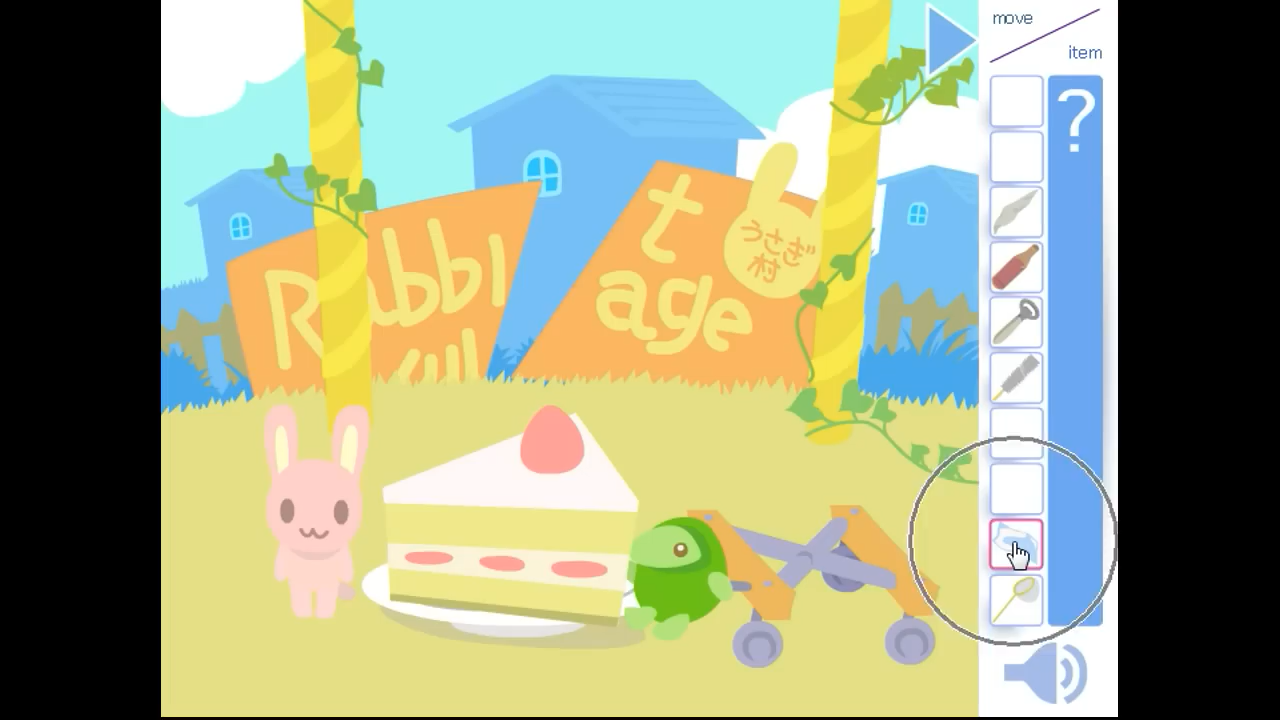 move
item
?
Rabbi t
うさぎ
村
age